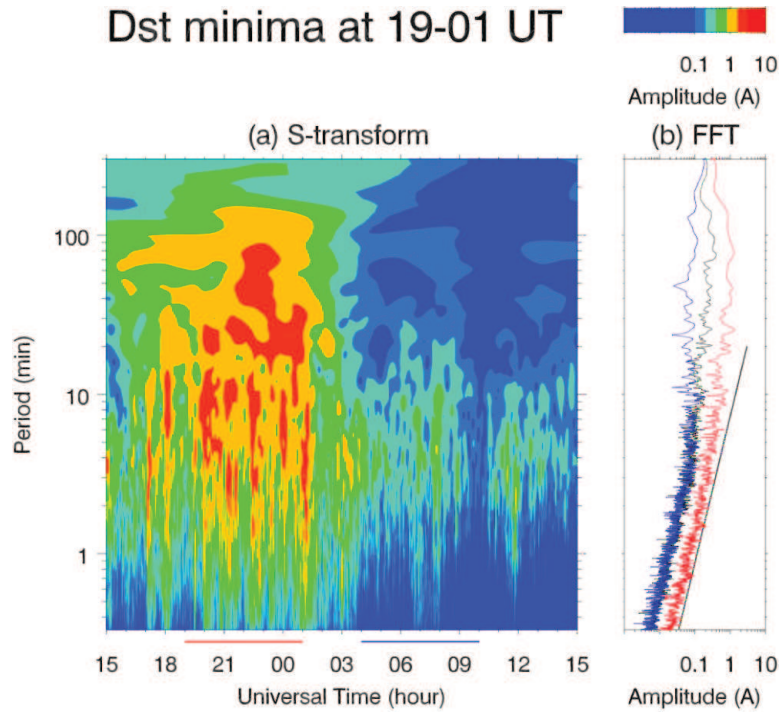 Dst minima at 19-01 UT
0.1 1 10
Amplitude (A)
(a) S-transform
(b) FFT
100
10
1
Period (min)
15 18 21 00 03 06 09 12 15
Universal Time (hour)
0.1 1 10
Amplitude (A)